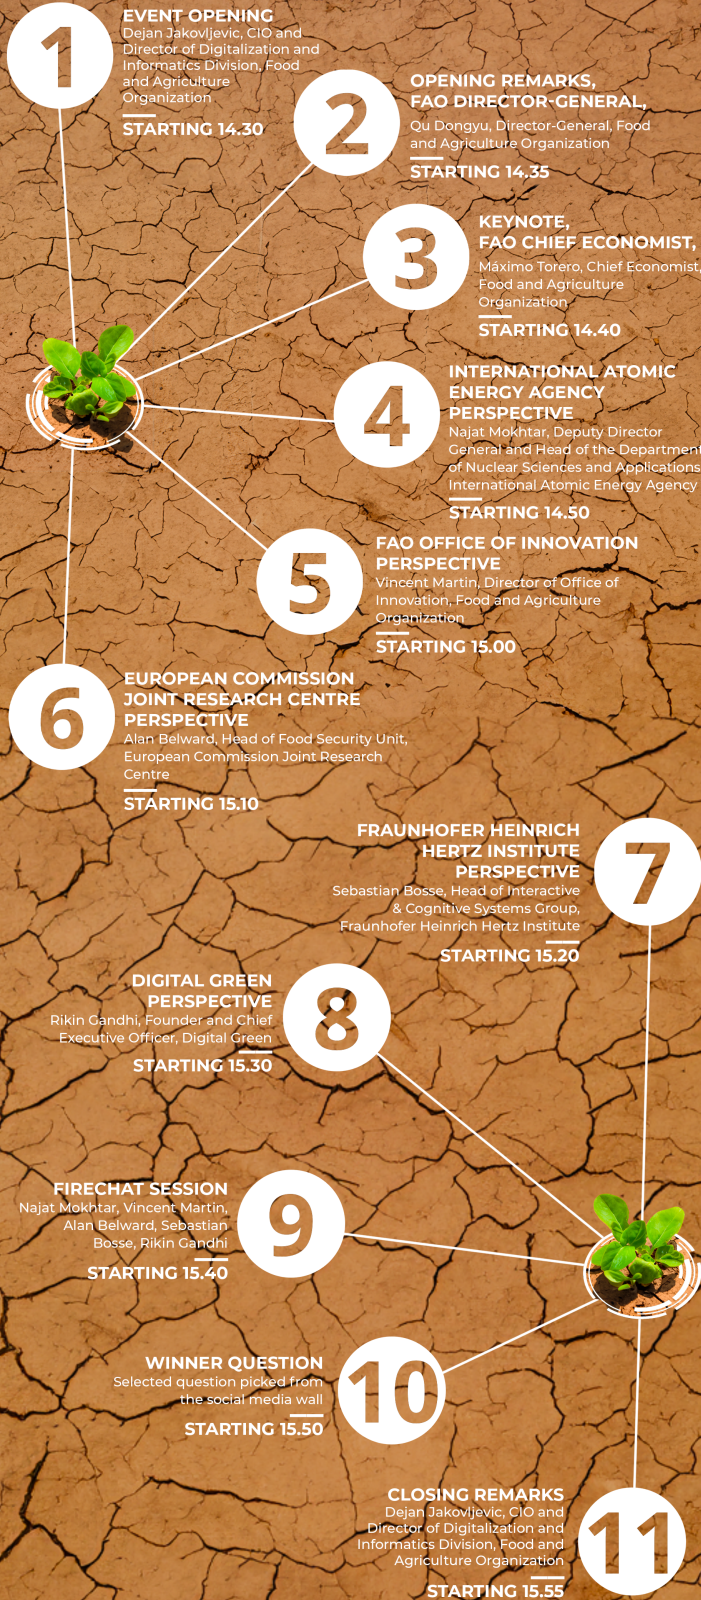 1
EVENT OPENING
Dejan Jakovljevic, CIO and
Director of Digitalization and
Informatics Division, Food
and Agriculture
Organization
STARTING 14.30
2
OPENING REMARKS,
FAO DIRECTOR-GENERAL,
Qu Dongyu, Director-General, Food
and Agriculture Organization
STARTING 14.35
3
KEYNOTE,
FAO CHIEF ECONOMIST,
Máximo Torero, Chief Economist,
Food and Agriculture
Organization
STARTING 14.40
4
INTERNATIONAL ATOMIC
ENERGY AGENCY
PERSPECTIVE
Najat Mokhtar, Deputy Director
General and Head of the Department
of Nuclear Sciences and Applications
International Atomic Energy Agency
STARTING 14.50
5
FAO OFFICE OF INNOVATION
PERSPECTIVE
Vincent Martin, Director of Office of
Innovation, Food and Agriculture
Organization
STARTING 15.00
6
EUROPEAN COMMISSION
JOINT RESEARCH CENTRE
PERSPECTIVE
Alan Belward, Head of Food Security Unit,
European Commission Joint Research
Centre
STARTING 15.10
FRAUNHOFER HEINRICH
HERTZ INSTITUTE
PERSPECTIVE
Sebastian Bosse, Head of Interactive
& Cognitive Systems Group,
Fraunhofer Heinrich Hertz Institute
STARTING 15.20
7
DIGITAL GREEN
PERSPECTIVE
Rikin Gandhi, Founder and Chief
Executive Officer, Digital Green
STARTING 15.30
8
FIRECHAT SESSION
Najat Mokhtar, Vincent Martin,
Alan Belward, Sebastian
Bosse, Rikin Gandhi
STARTING 15.40
9
WINNER QUESTION
Selected question picked from
the social media wall
STARTING 15.50
10
CLOSING REMARKS
Dejan Jakovljevic, CIO and
Director of Digitalization and
Informatics Division, Food and
Agriculture Organization
STARTING 15.55
11